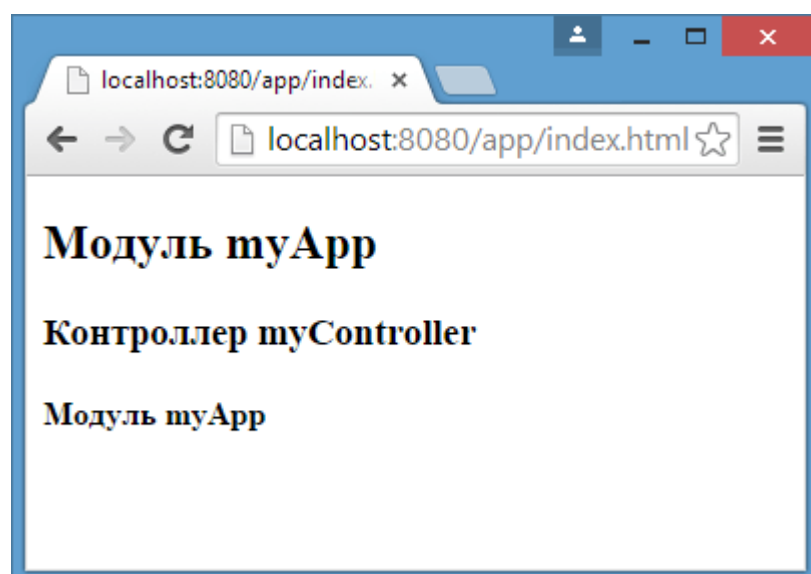 localhost:8080/app/index.
localhost:8080/app/index.html
Модуль myApp
Контроллер myController
Модуль myApp